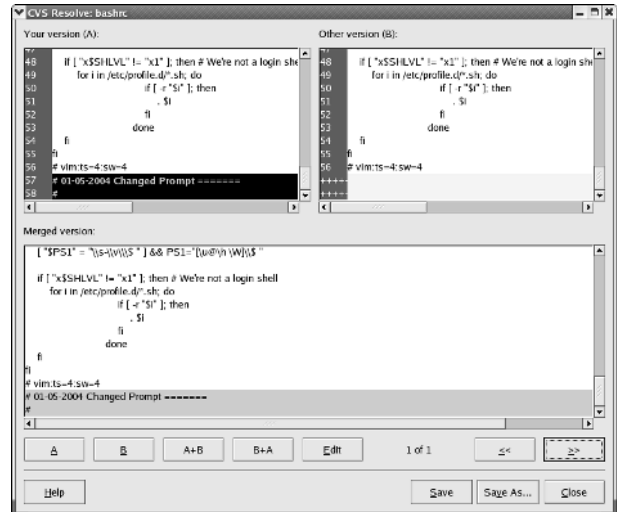 CVS Resolve: bashrc
Your version (A):
Other version (B):
47
48 if [ "x$SHLVL" != "x1" ]; then # We're not a login she
49 for i in /etc/profile.d/*.sh; do
50 if [ -r "$i" ]; then
51 . $i
52 fi
53 done
54 fi
55 fi
56 # vim:ts=4:sw=4
57 # 01-05-2004 Changed Prompt =======
58 #
47
48 if [ "x$SHLVL" != "x1" ]; then # We're not a login she
49 for i in /etc/profile.d/*.sh; do
50 if [ -r "$i" ]; then
51 . $i
52 fi
53 done
54 fi
55 fi
56 # vim:ts=4:sw=4
++++
++++
Merged version:
[ "$PS1" = "\\s-\\v\\\$ " ] && PS1="[\u@\h \W]\\$ "
if [ "x$SHLVL" != "x1" ]; then # We're not a login shell
for i in /etc/profile.d/*.sh; do
if [ -r "$i" ]; then
. $i
fi
done
fi
fi
# vim:ts=4:sw=4
# 01-05-2004 Changed Prompt =======
#
A B A+B B+A Edit 1 of 1 << >>
Help Save Save As... Close